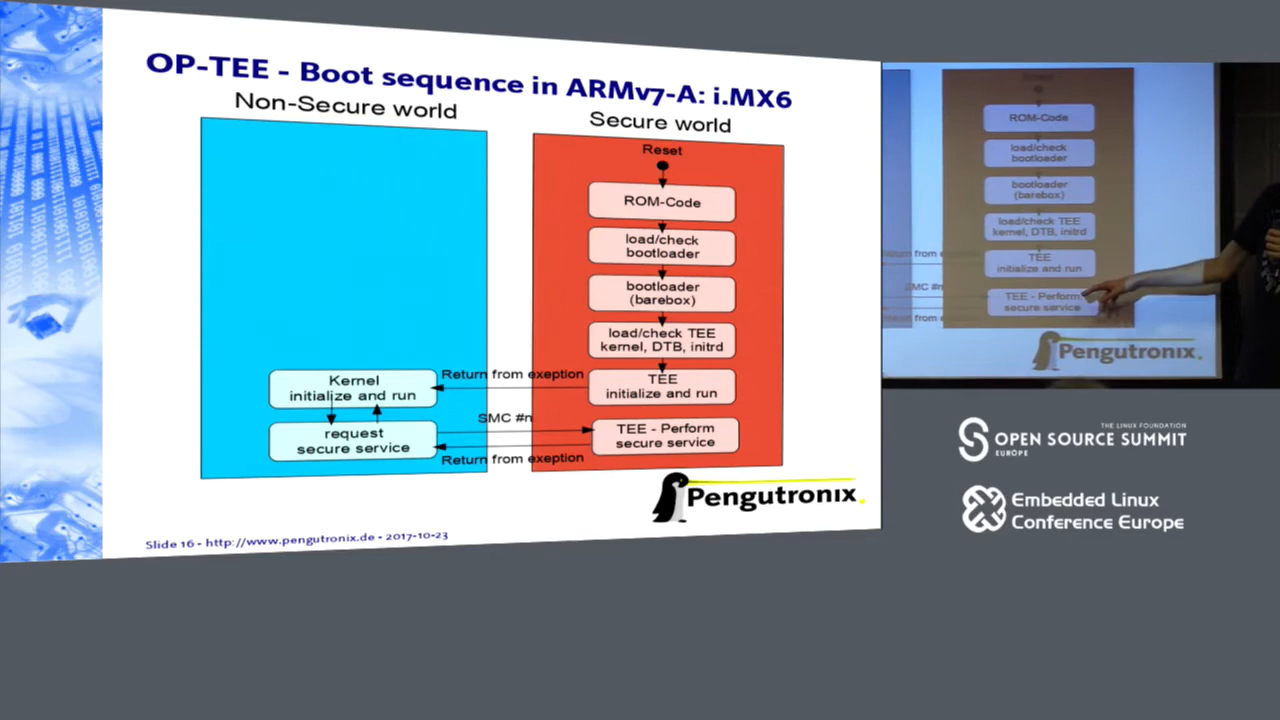 OP-TEE - Boot sequence in ARMv7-A: i.MX6
Non-Secure world
Secure world
Reset
ROM-Code
load/check
bootloader
bootloader
(barebox)
load/check TEE
kernel, DTB, initrd
TEE
initialize and run
Return from exeption
Kernel
initialize and run
SMC #n
request
secure service
TEE - Perform
secure service
Return from exeption
Pengutronix
Slide 16 - http://www.pengutronix.de - 2017-10-23
ROM-Code
load/check
bootloader
bootloader
(barebox)
load/check TEE
kernel, DTB, initrd
TEE
initialize and run
SMC #n
TEE - Perform
secure service
Pengutronix
THE LINUX FOUNDATION
OPEN SOURCE SUMMIT
EUROPE
Embedded Linux
Conference Europe